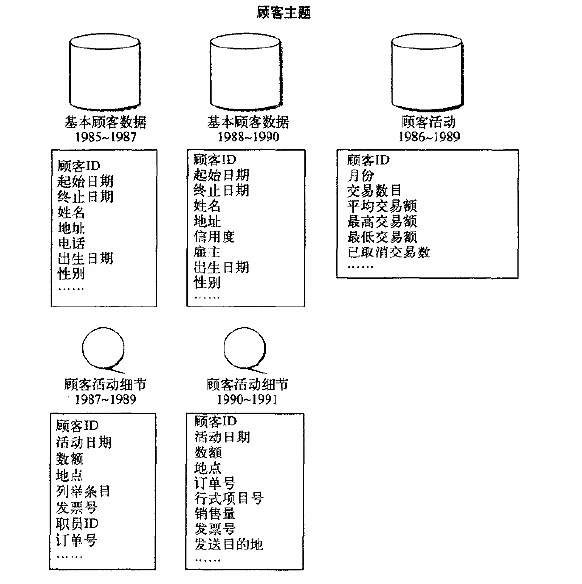 顾客主题
基本顾客数据
1985~1987
基本顾客数据
1988~1990
顾客活动
1986~1989
顾客ID
起始日期
终止日期
姓名
地址
电话
出生日期
性别
……
顾客ID
起始日期
终止日期
姓名
地址
信用度
雇主
出生日期
性别
……
顾客ID
月份
交易数目
平均交易额
最高交易额
最低交易额
已取消交易数
……
顾客活动细节
1987~1989
顾客活动细节
1990~1991
顾客ID
活动日期
数额
地点
列举条目
发票号
职员ID
订单号
……
顾客ID
活动日期
数额
地点
订单号
行式项目号
销售量
发票号
发送目的地
……